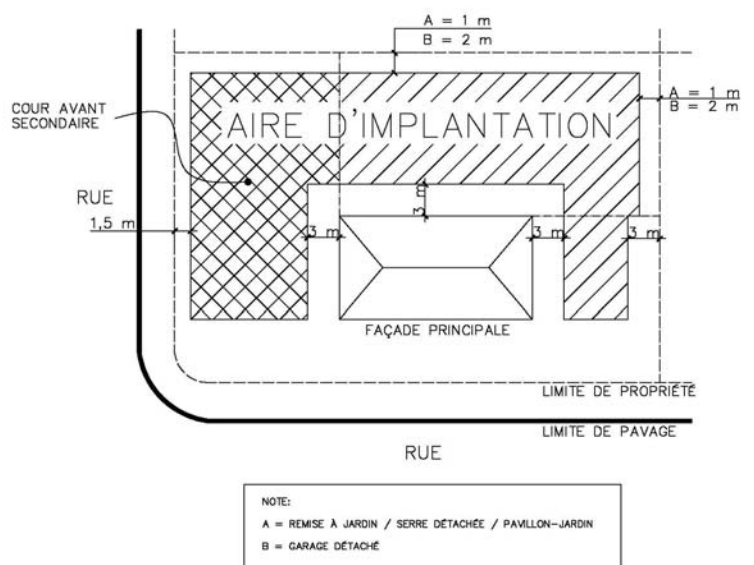 A = 1 m
B = 2 m
A = 1 m
B = 2 m
COUR AVANT
SECONDAIRE
AIRE D'IMPLANTATION
RUE
1,5 m
3 m
3 m
3 m
3 m
FAÇADE PRINCIPALE
LIMITE DE PROPRIÉTÉ
LIMITE DE PAVAGE
RUE
NOTE:
A = REMISE À JARDIN / SERRE DÉTACHÉE / PAVILLON-JARDIN
B = GARAGE DÉTACHÉ